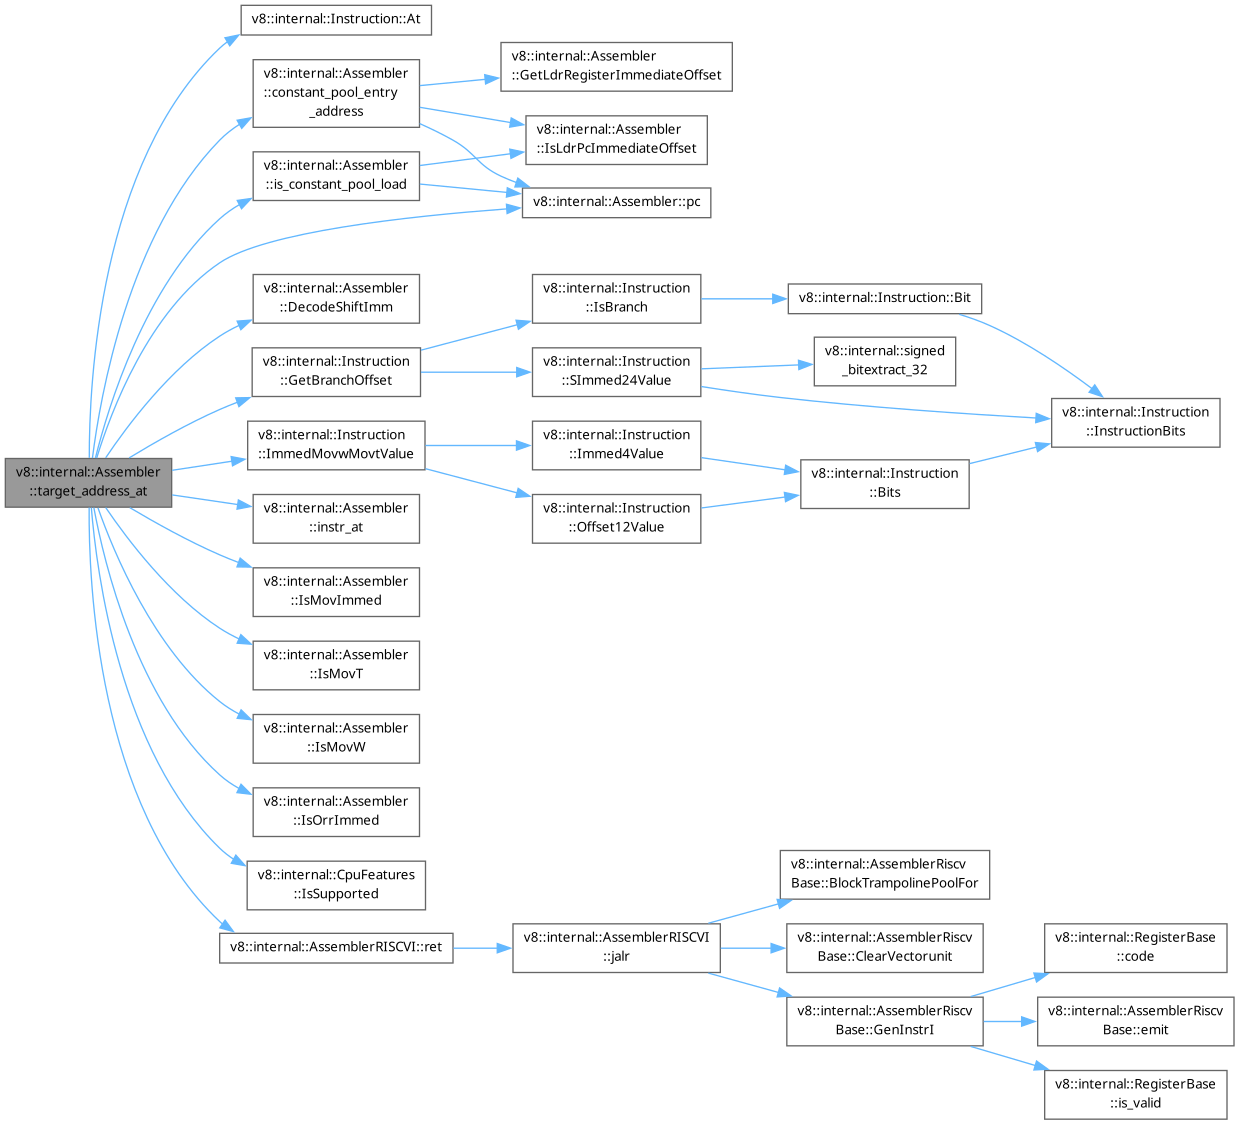 v8::internal::Assembler
::target_address_at
v8::internal::Instruction::At
v8::internal::Assembler
::constant_pool_entry
_address
v8::internal::Assembler
::is_constant_pool_load
v8::internal::Assembler
::DecodeShiftImm
v8::internal::Instruction
::GetBranchOffset
v8::internal::Instruction
::ImmedMovwMovtValue
v8::internal::Assembler
::instr_at
v8::internal::Assembler
::IsMovImmed
v8::internal::Assembler
::IsMovT
v8::internal::Assembler
::IsMovW
v8::internal::Assembler
::IsOrrImmed
v8::internal::CpuFeatures
::IsSupported
v8::internal::AssemblerRISCVI::ret
v8::internal::Assembler
::GetLdrRegisterImmediateOffset
v8::internal::Assembler
::IsLdrPcImmediateOffset
v8::internal::Assembler::pc
v8::internal::Instruction
::IsBranch
v8::internal::Instruction
::SImmed24Value
v8::internal::Instruction
::Immed4Value
v8::internal::Instruction
::Offset12Value
v8::internal::AssemblerRISCVI
::jalr
v8::internal::Instruction::Bit
v8::internal::signed
_bitextract_32
v8::internal::Instruction
::Bits
v8::internal::AssemblerRiscv
Base::BlockTrampolinePoolFor
v8::internal::AssemblerRiscv
Base::ClearVectorunit
v8::internal::AssemblerRiscv
Base::GenInstrI
v8::internal::Instruction
::InstructionBits
v8::internal::RegisterBase
::code
v8::internal::AssemblerRiscv
Base::emit
v8::internal::RegisterBase
::is_valid